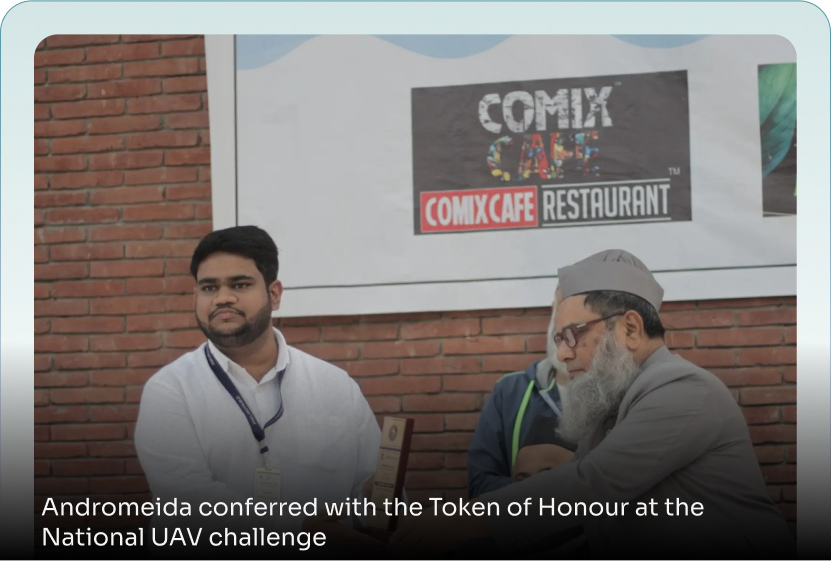 COMIX
CAFE
COMIXCAFE RESTAURANT TM
Andromeida conferred with the Token of Honour at the
National UAV challenge